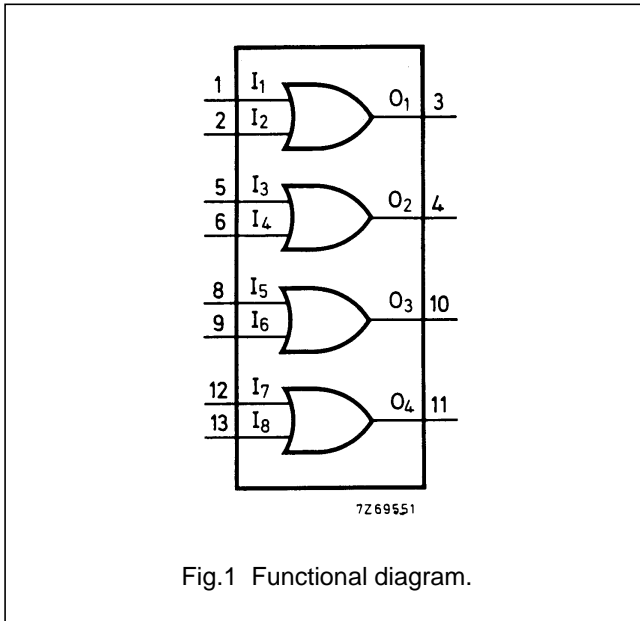 1 I₁ O₁ 3
2 I₂
5 I₃ O₂ 4
6 I₄
8 I₅ O₃ 10
9 I₆
12 I₇ O₄ 11
13 I₈
7Z69551
Fig.1 Functional diagram.